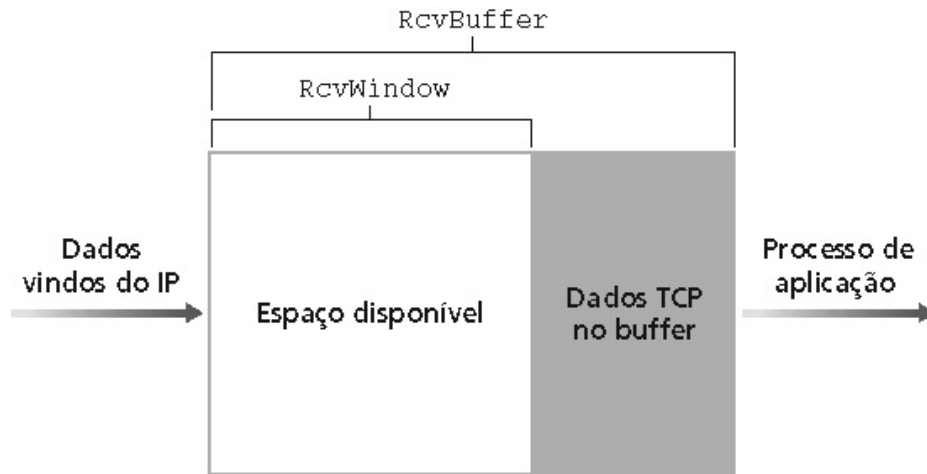 RcvBuffer
RcvWindow
Dados
vindos do IP
Espaço disponível
Dados TCP
no buffer
Processo de
aplicação